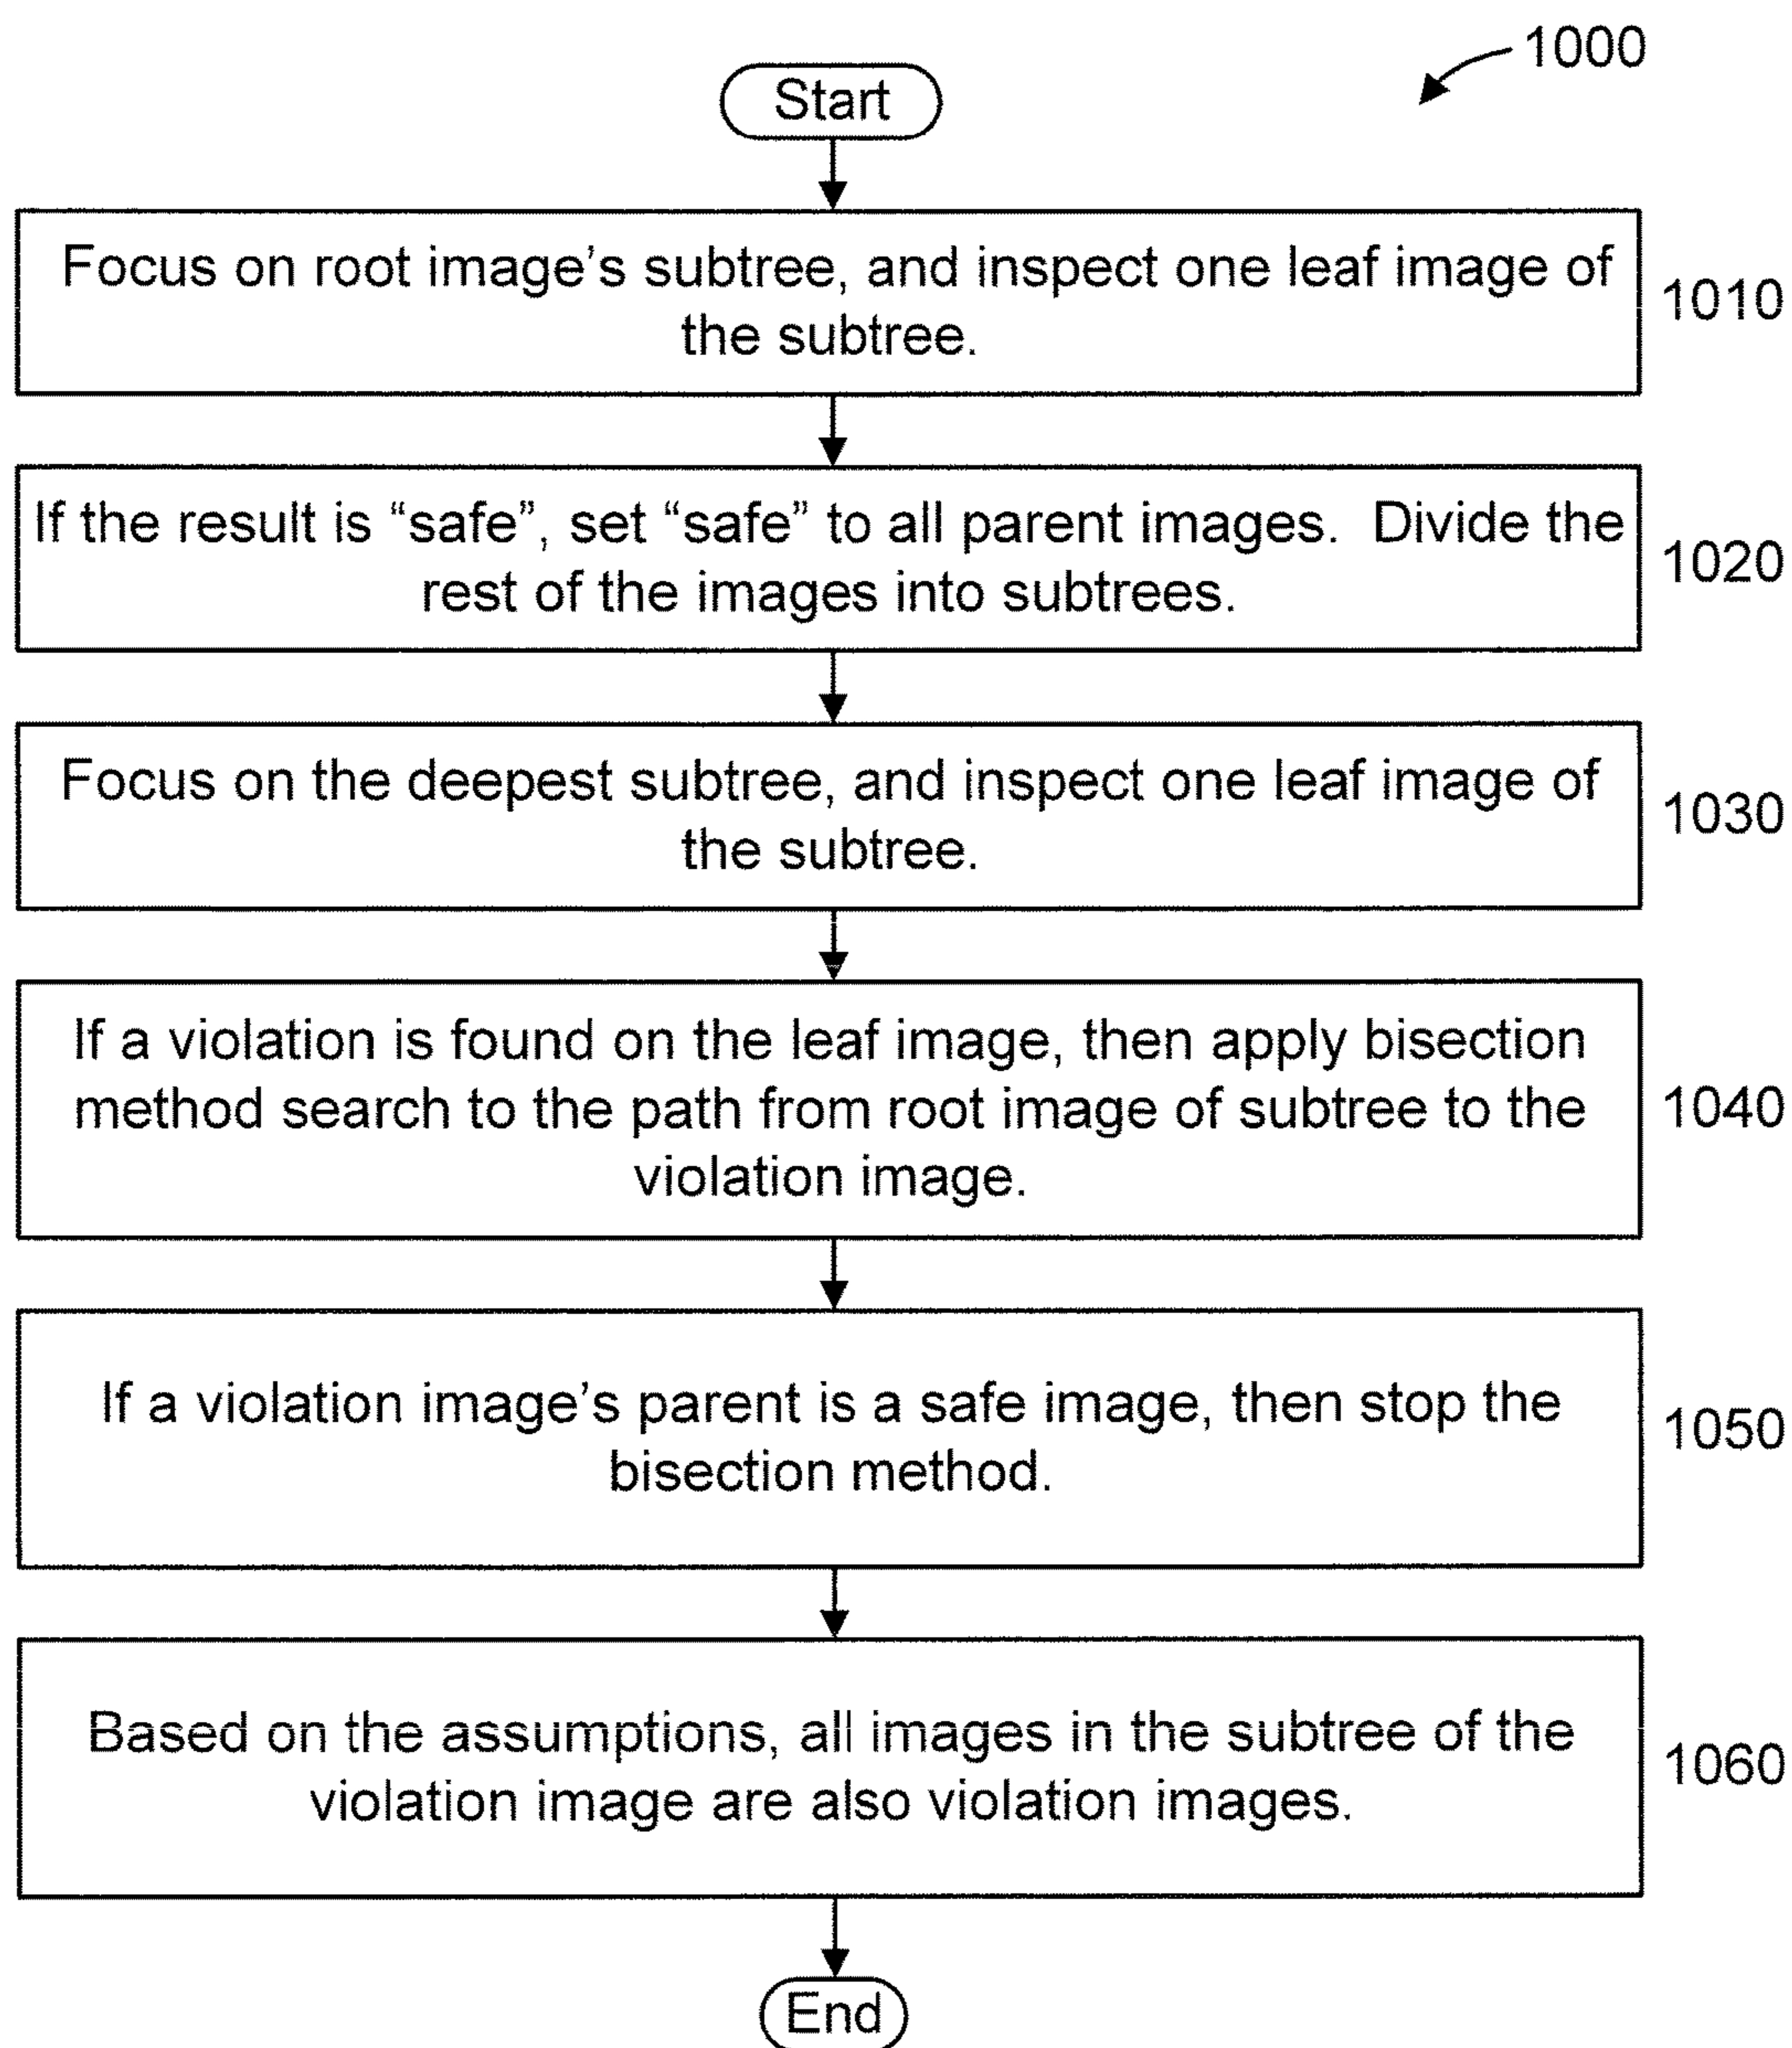 1000
Start
Focus on root image’s subtree, and inspect one leaf image of
the subtree.
1010
If the result is “safe”, set “safe” to all parent images.  Divide the
rest of the images into subtrees.
1020
Focus on the deepest subtree, and inspect one leaf image of
the subtree.
1030
If a violation is found on the leaf image, then apply bisection
method search to the path from root image of subtree to the
violation image.
1040
If a violation image’s parent is a safe image, then stop the
bisection method.
1050
Based on the assumptions, all images in the subtree of the
violation image are also violation images.
1060
End